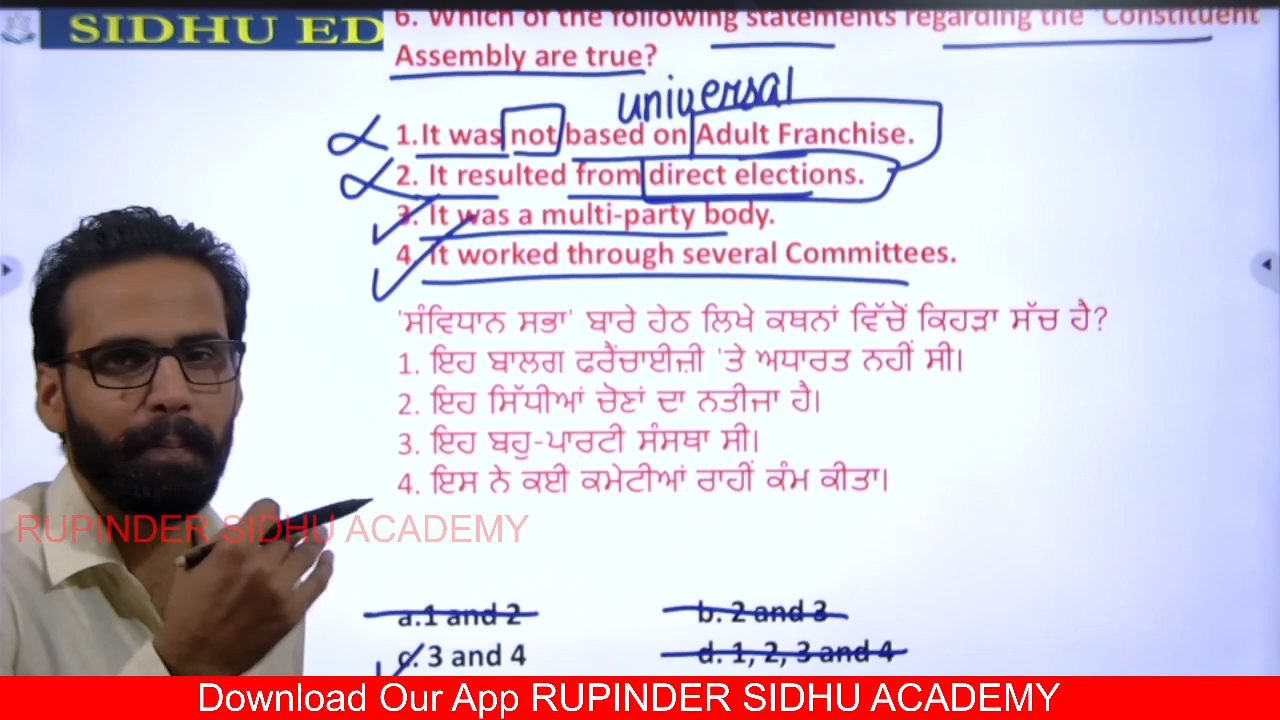 SIDHU ED
6. Which of the following statements regarding the 'Constituent
Assembly are true?
universal
1.It was not based on Adult Franchise.
2. It resulted from direct elections.
3. It was a multi-party body.
4. It worked through several Committees.
'ਸੰਵਿਧਾਨ ਸਭਾ' ਬਾਰੇ ਹੇਠ ਲਿਖੇ ਕਥਨਾਂ ਵਿੱਚੋਂ ਕਿਹੜਾ ਸੱਚ ਹੈ?
1. ਇਹ ਬਾਲਗ ਫਰੈਂਚਾਈਜ਼ੀ 'ਤੇ ਅਧਾਰਤ ਨਹੀਂ ਸੀ।
2. ਇਹ ਸਿੱਧੀਆਂ ਚੋਣਾਂ ਦਾ ਨਤੀਜਾ ਹੈ।
3. ਇਹ ਬਹੁ-ਪਾਰਟੀ ਸੰਸਥਾ ਸੀ।
4. ਇਸ ਨੇ ਕਈ ਕਮੇਟੀਆਂ ਰਾਹੀਂ ਕੰਮ ਕੀਤਾ।
RUPINDER SIDHU ACADEMY
a.1 and 2 b. 2 and 3
c. 3 and 4 d. 1, 2, 3 and 4
Download Our App RUPINDER SIDHU ACADEMY